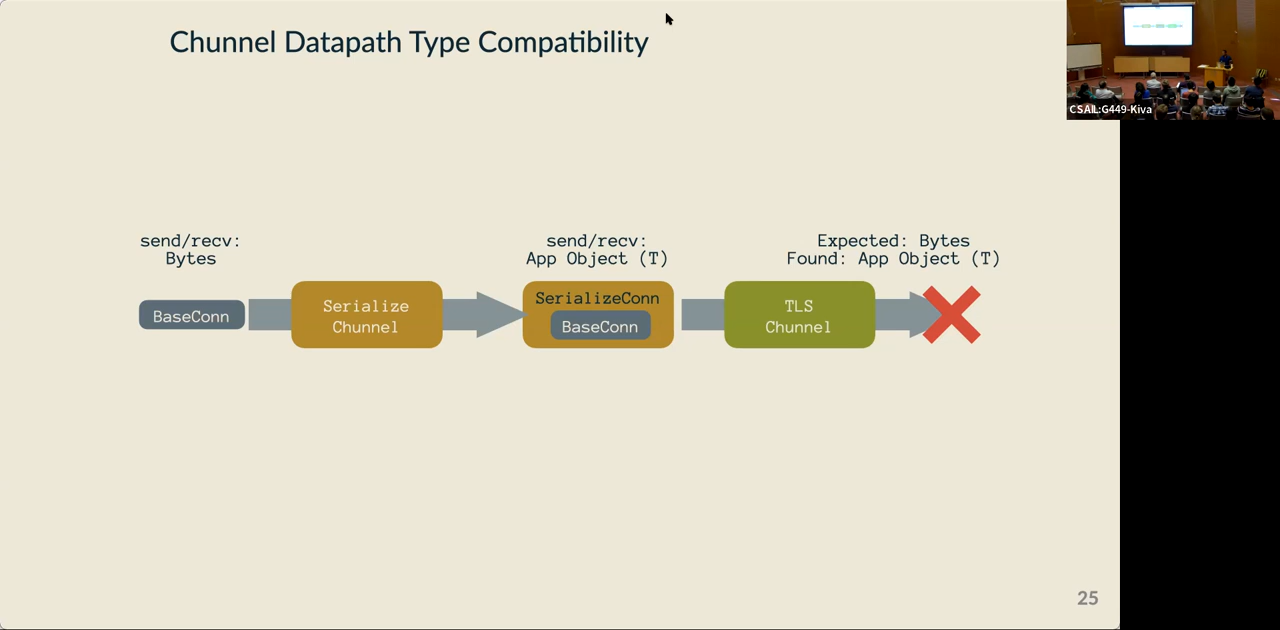 Chunnel Datapath Type Compatibility
CSAIL:G449-Kiva
send/recv:
Bytes
send/recv:
App Object (T)
Expected: Bytes
Found: App Object (T)
BaseConn
Serialize
Chunnel
SerializeConn
BaseConn
TLS
Chunnel
25